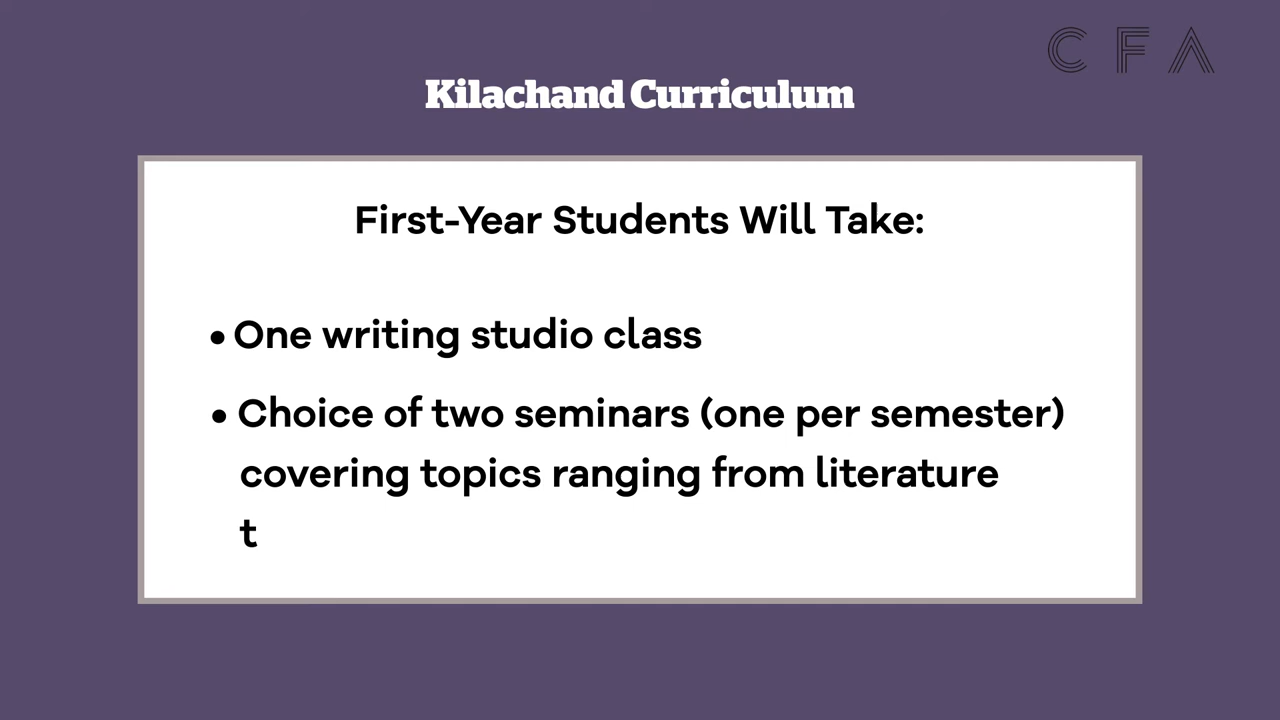 CFA
Kilachand Curriculum
First-Year Students Will Take:
• One writing studio class
• Choice of two seminars (one per semester)
covering topics ranging from literature
t